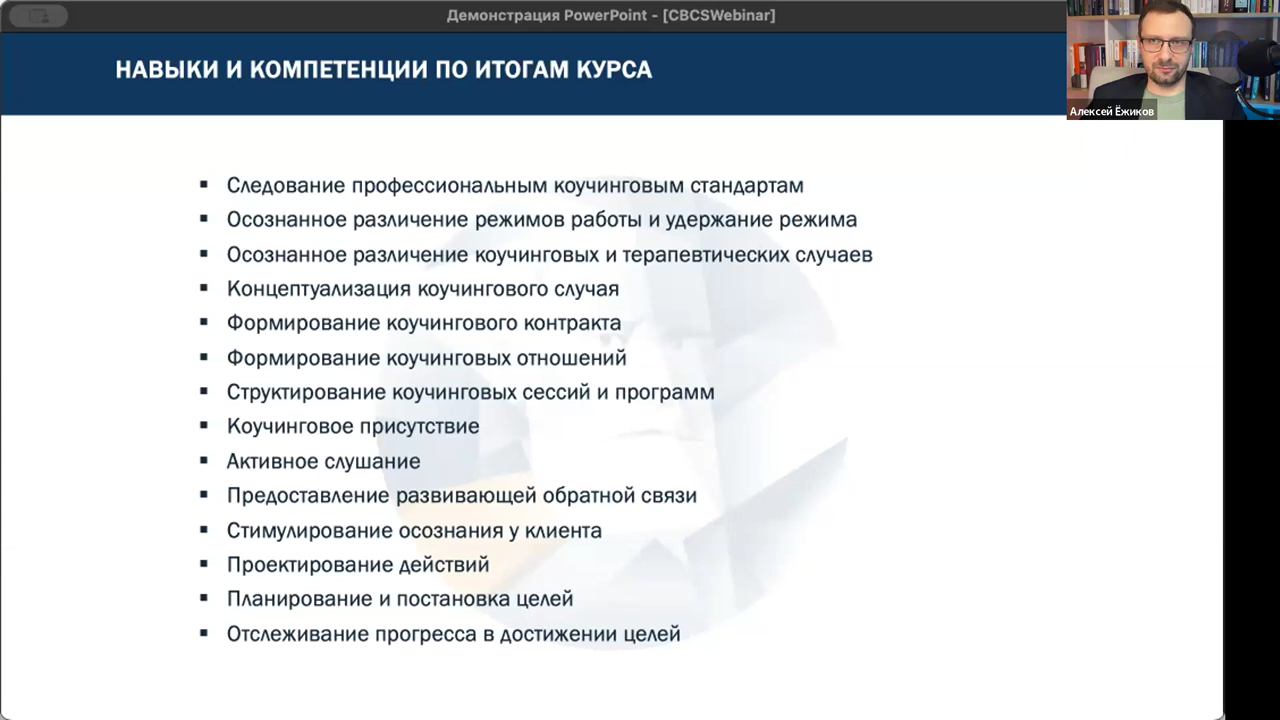 Демонстрация PowerPoint - [CBCSWebinar]
НАВЫКИ И КОМПЕТЕНЦИИ ПО ИТОГАМ КУРСА
Алексей Ёжиков
▪ Следование профессиональным коучинговым стандартам
▪ Осознанное различение режимов работы и удержание режима
▪ Осознанное различение коучинговых и терапевтических случаев
▪ Концептуализация коучингового случая
▪ Формирование коучингового контракта
▪ Формирование коучинговых отношений
▪ Структирование коучинговых сессий и программ
▪ Коучинговое присутствие
▪ Активное слушание
▪ Предоставление развивающей обратной связи
▪ Стимулирование осознания у клиента
▪ Проектирование действий
▪ Планирование и постановка целей
▪ Отслеживание прогресса в достижении целей